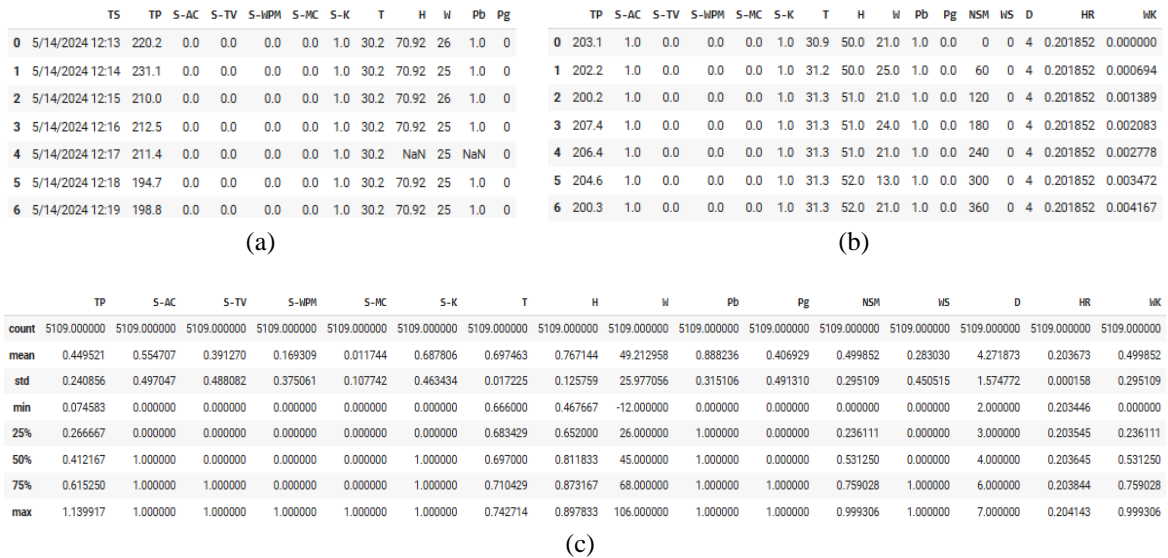 TS TP S-AC S-TV S-WPM S-MC S-K T H W Pb Pg
0 5/14/2024 12:13 220.2 0.0 0.0 0.0 0.0 1.0 30.2 70.92 26 1.0 0
1 5/14/2024 12:14 231.1 0.0 0.0 0.0 0.0 1.0 30.2 70.92 25 1.0 0
2 5/14/2024 12:15 210.0 0.0 0.0 0.0 0.0 1.0 30.2 70.92 26 1.0 0
3 5/14/2024 12:16 212.5 0.0 0.0 0.0 0.0 1.0 30.2 70.92 25 1.0 0
4 5/14/2024 12:17 211.4 0.0 0.0 0.0 0.0 1.0 30.2 NaN 25 NaN 0
5 5/14/2024 12:18 194.7 0.0 0.0 0.0 0.0 1.0 30.2 70.92 25 1.0 0
6 5/14/2024 12:19 198.8 0.0 0.0 0.0 0.0 1.0 30.2 70.92 25 1.0 0
(a)
TP S-AC S-TV S-WPM S-MC S-K T H W Pb Pg NSM WS D HR WK
0 203.1 1.0 0.0 0.0 0.0 1.0 30.9 50.0 21.0 1.0 0.0 0 0 4 0.201852 0.000000
1 202.2 1.0 0.0 0.0 0.0 1.0 31.2 50.0 25.0 1.0 0.0 60 0 4 0.201852 0.000694
2 200.2 1.0 0.0 0.0 0.0 1.0 31.3 51.0 21.0 1.0 0.0 120 0 4 0.201852 0.001389
3 207.4 1.0 0.0 0.0 0.0 1.0 31.3 51.0 24.0 1.0 0.0 180 0 4 0.201852 0.002083
4 206.4 1.0 0.0 0.0 0.0 1.0 31.3 51.0 21.0 1.0 0.0 240 0 4 0.201852 0.002778
5 204.6 1.0 0.0 0.0 0.0 1.0 31.3 52.0 13.0 1.0 0.0 300 0 4 0.201852 0.003472
6 200.3 1.0 0.0 0.0 0.0 1.0 31.3 52.0 21.0 1.0 0.0 360 0 4 0.201852 0.004167
(b)
TP S-AC S-TV S-WPM S-MC S-K T H W Pb Pg NSM WS D HR WK
count 5109.000000 5109.000000 5109.000000 5109.000000 5109.000000 5109.000000 5109.000000 5109.000000 5109.000000 5109.000000 5109.000000 5109.000000 5109.000000 5109.000000 5109.000000 5109.000000
mean 0.449521 0.554707 0.391270 0.169309 0.011744 0.687806 0.697463 0.767144 49.212958 0.888236 0.406929 0.499852 0.283030 4.271873 0.203673 0.499852
std 0.240856 0.497047 0.488082 0.375061 0.107742 0.463434 0.017225 0.125759 25.977056 0.315106 0.491310 0.295109 0.450515 1.574772 0.000158 0.295109
min 0.074583 0.000000 0.000000 0.000000 0.000000 0.000000 0.666000 0.467667 -12.000000 0.000000 0.000000 0.000000 0.000000 2.000000 0.203446 0.000000
25% 0.266667 0.000000 0.000000 0.000000 0.000000 0.000000 0.683429 0.652000 26.000000 1.000000 0.000000 0.236111 0.000000 3.000000 0.203545 0.236111
50% 0.412167 1.000000 0.000000 0.000000 0.000000 1.000000 0.697000 0.811833 45.000000 1.000000 0.000000 0.531250 0.000000 4.000000 0.203645 0.531250
75% 0.615250 1.000000 1.000000 0.000000 0.000000 1.000000 0.710429 0.873167 68.000000 1.000000 1.000000 0.759028 1.000000 6.000000 0.203844 0.759028
max 1.139917 1.000000 1.000000 1.000000 1.000000 1.000000 0.742714 0.897833 106.000000 1.000000 1.000000 0.999306 1.000000 7.000000 0.204143 0.999306
(c)